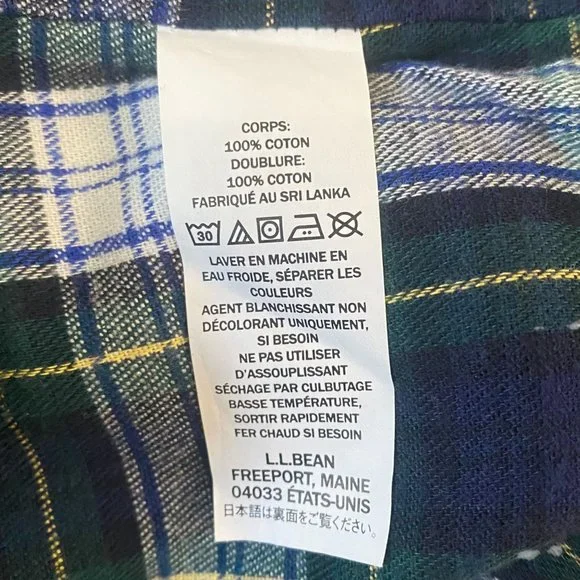 CORPS:
100% COTON
DOUBLURE:
100% COTON
FABRIQUÉ AU SRI LANKA
30
LAVER EN MACHINE EN
EAU FROIDE, SÉPARER LES
COULEURS
AGENT BLANCHISSANT NON
DÉCOLORANT UNIQUEMENT,
SI BESOIN
NE PAS UTILISER
D'ASSOUPLISSANT
SÉCHAGE PAR CULBUTAGE
BASSE TEMPÉRATURE,
SORTIR RAPIDEMENT
FER CHAUD SI BESOIN
L.L.BEAN
FREEPORT, MAINE
04033 ÉTATS-UNIS
日本語は裏面をご覧ください。